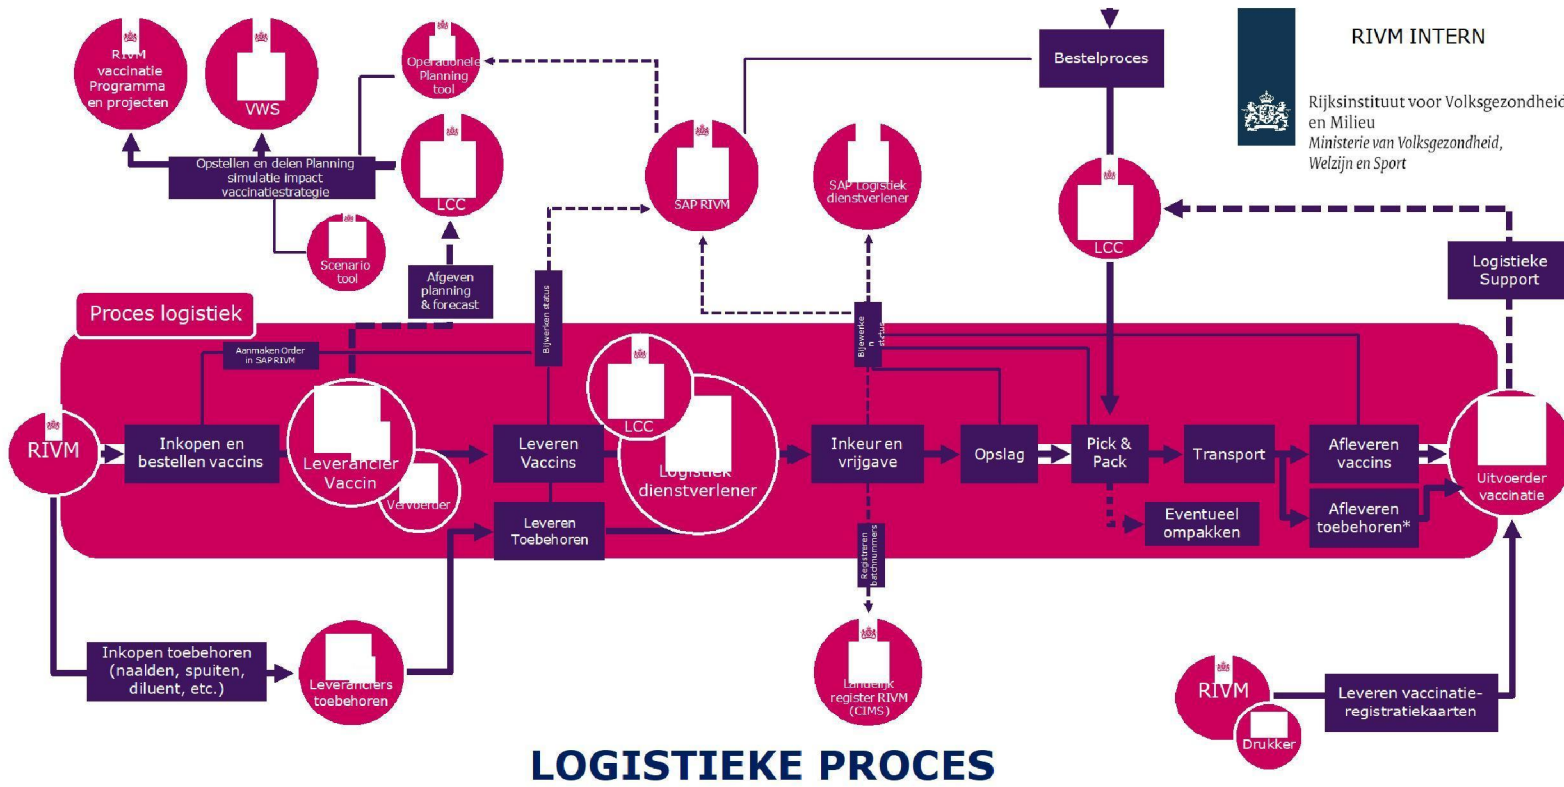 RIVM INTERN
Rijksinstituut voor Volksgezondheid
en Milieu
Ministerie van Volksgezondheid,
Welzijn en Sport
RIVM
vaccinatie
Programma
en projecten
VWS
Operationele
Planning
tool
Bestelproces
Opstellen en delen Planning
simulatie impact
vaccinatiestrategie
LCC
SAP RIVM
SAP Logistiek
dienstverlener
LCC
Scenario
tool
Afgeven
planning
& forecast
Logistieke
Support
Proces logistiek
Aanmaken Order
in SAP RIVM
Bijwerken status
Bijewerke
n
status
RIVM
Inkopen en
bestellen vaccins
Leverancier
Vaccin
Vervoerder
Leveren
Vaccins
LCC
Logistiek
dienstverlener
Inkeur en
vrijgave
Opslag
Pick &
Pack
Transport
Afleveren
vaccins
Uitvoerder
vaccinatie
Leveren
Toebehoren
Eventueel
ompakken
Afleveren
toebehoren*
Registreren
batchnummers
Inkopen toebehoren
(naalden, spuiten,
diluent, etc.)
Leveranciers
toebehoren
Landelijk
register RIVM
(CIMS)
RIVM
Drukker
Leveren vaccinatie-
registratiekaarten
LOGISTIEKE PROCES